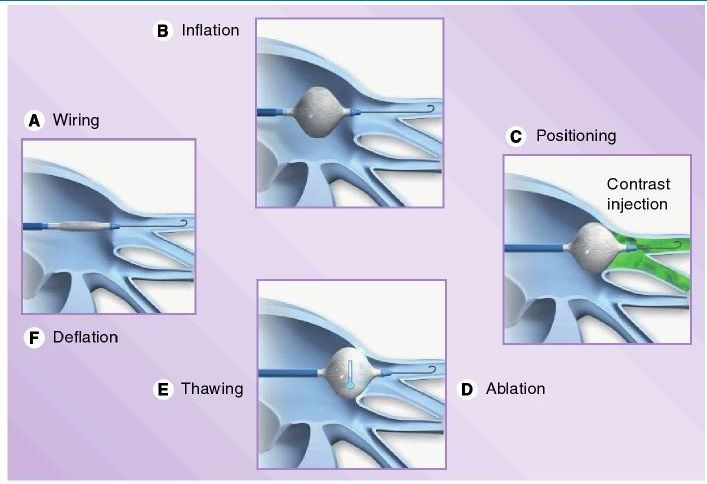 B Inflation
A Wiring
C Positioning
Contrast
injection
F Deflation
E Thawing
D Ablation